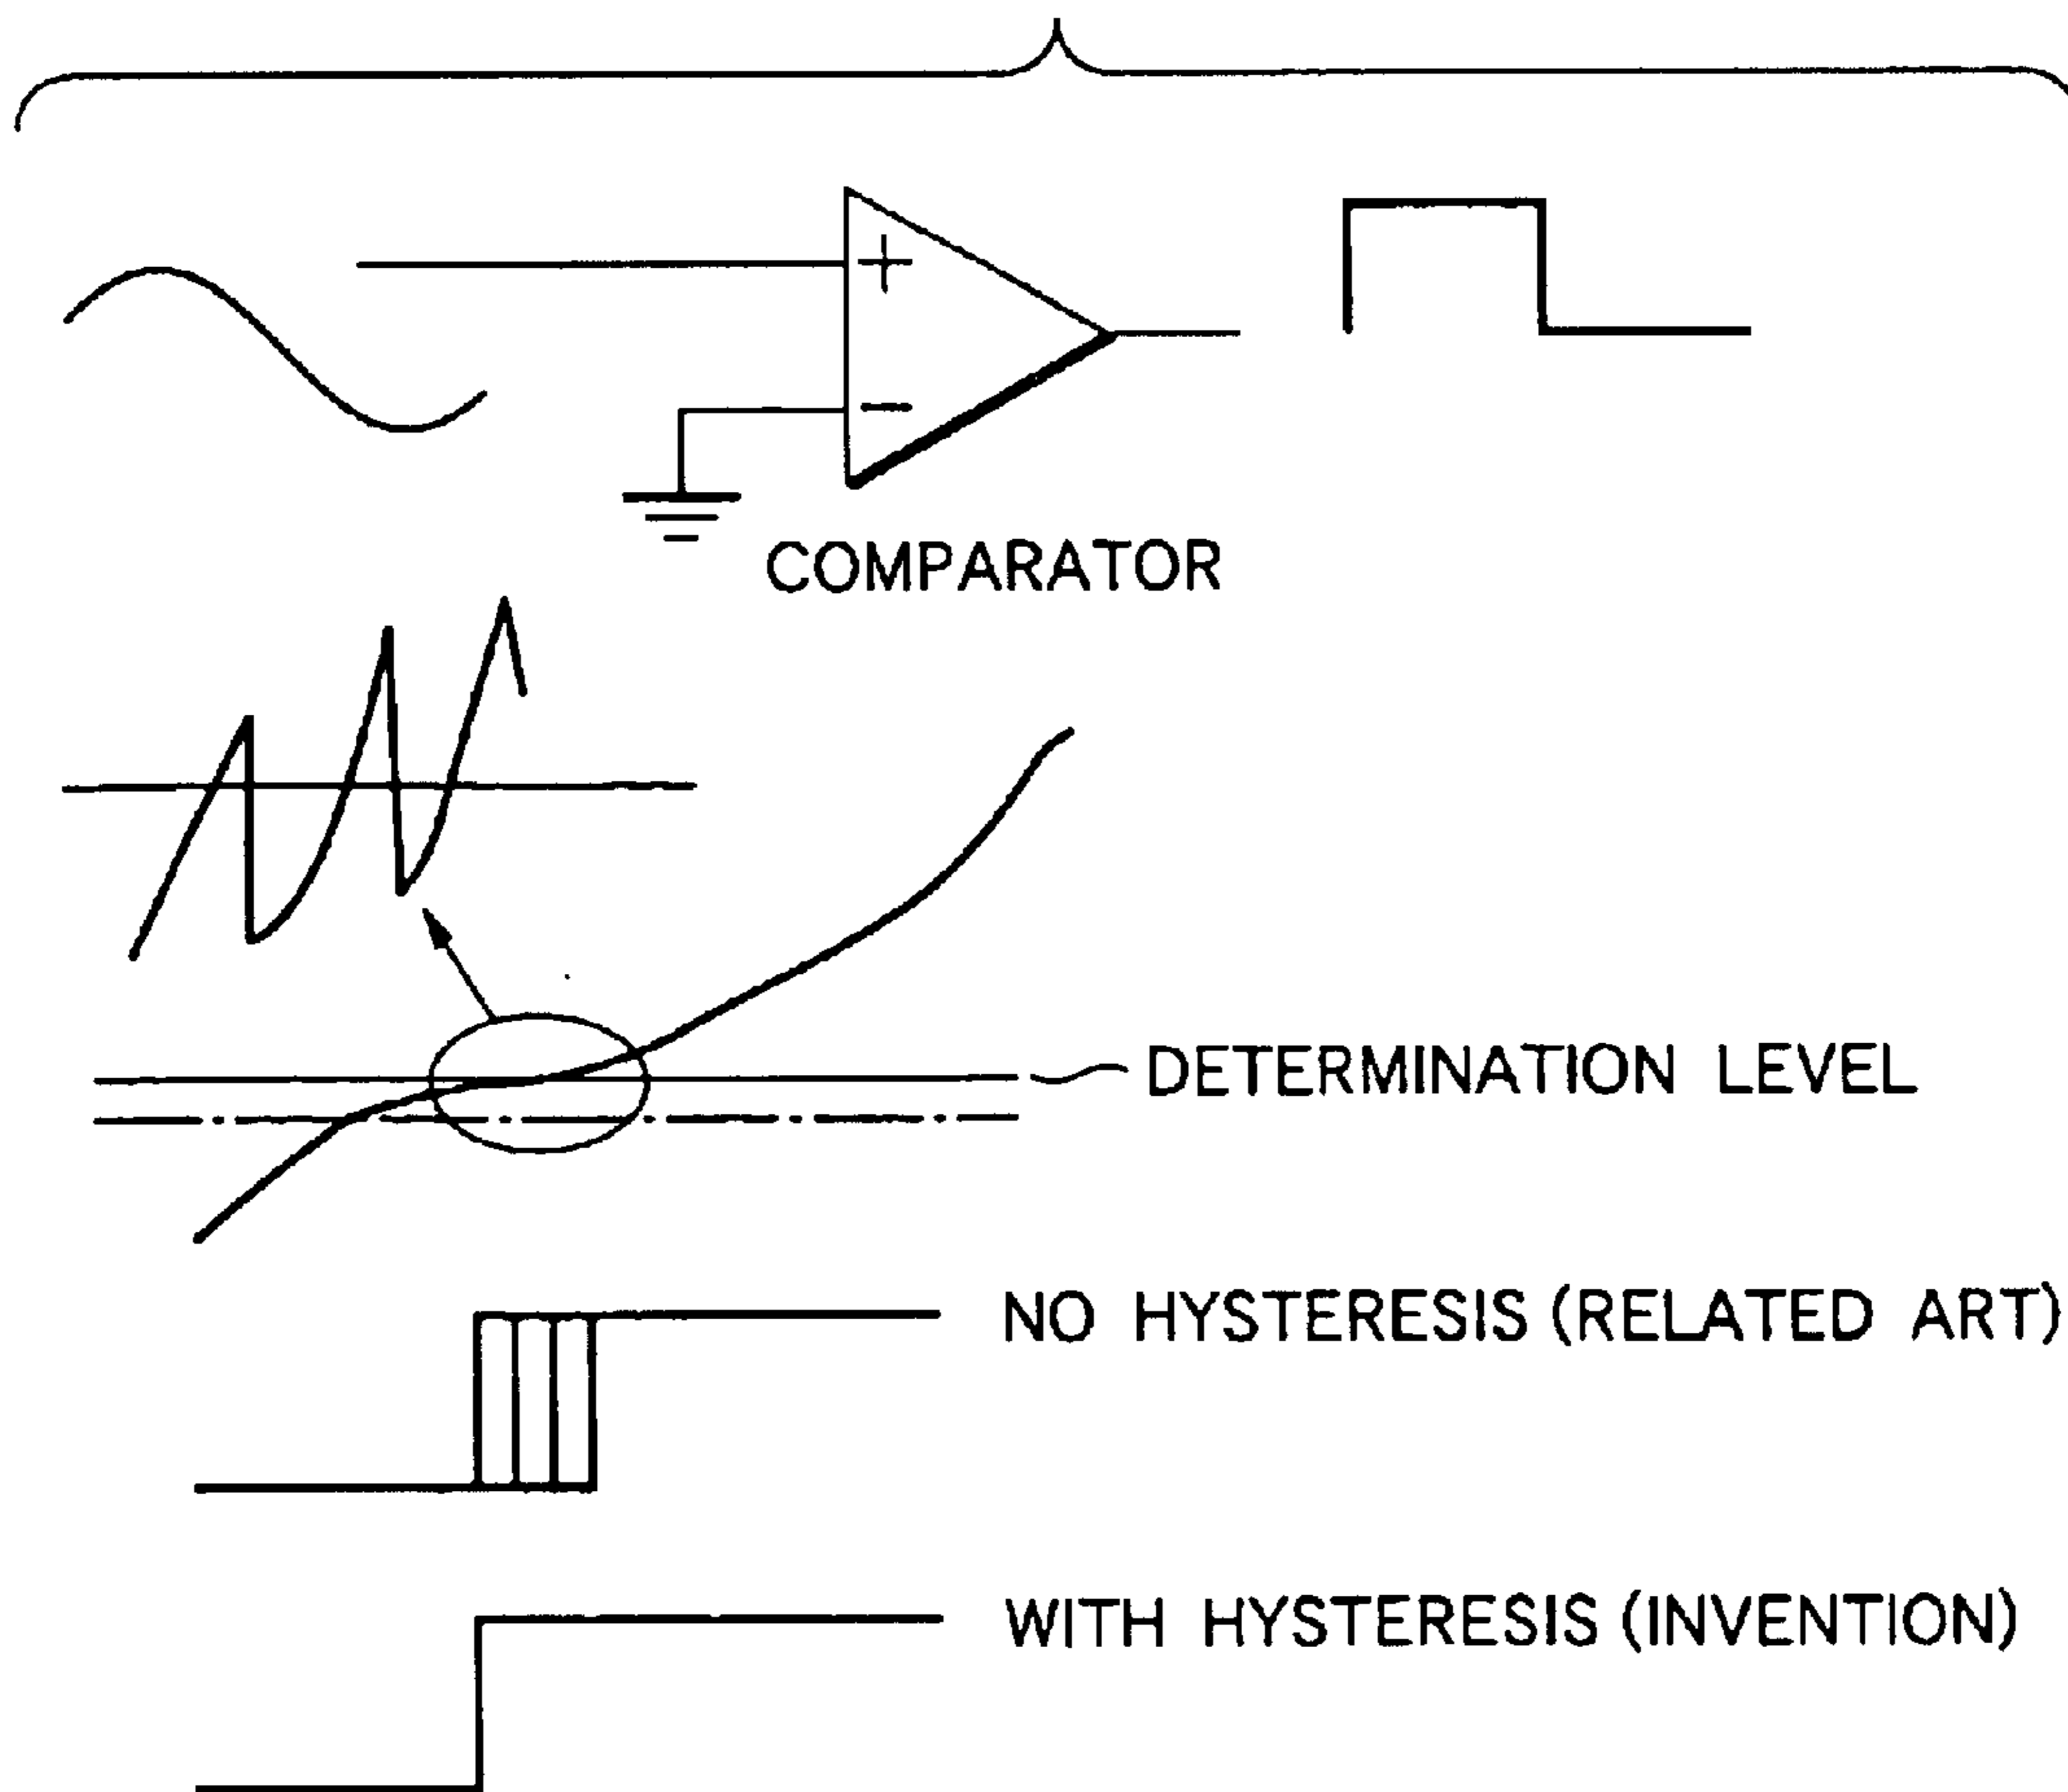 +
−
COMPARATOR
DETERMINATION LEVEL
NO HYSTERESIS (RELATED ART)
WITH HYSTERESIS (INVENTION)